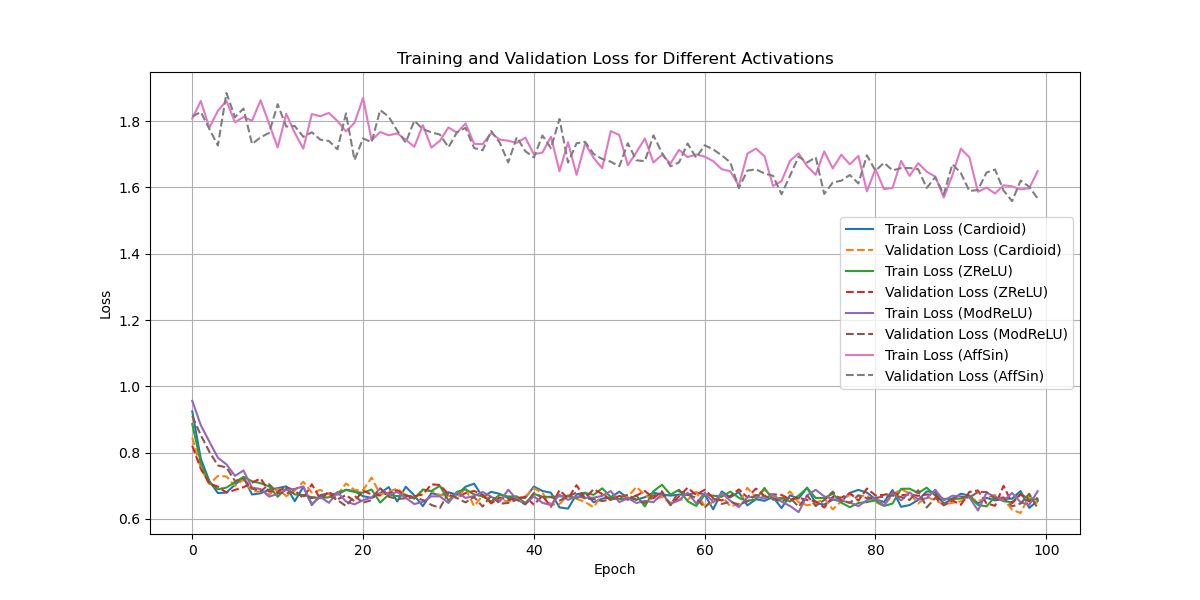 Training and Validation Loss for Different Activations
Loss
1.8
1.6
1.4
1.2
1.0
0.8
0.6
Train Loss (Cardioid)
Validation Loss (Cardioid)
Train Loss (ZReLU)
Validation Loss (ZReLU)
Train Loss (ModReLU)
Validation Loss (ModReLU)
Train Loss (AffSin)
Validation Loss (AffSin)
0 20 40 60 80 100
Epoch